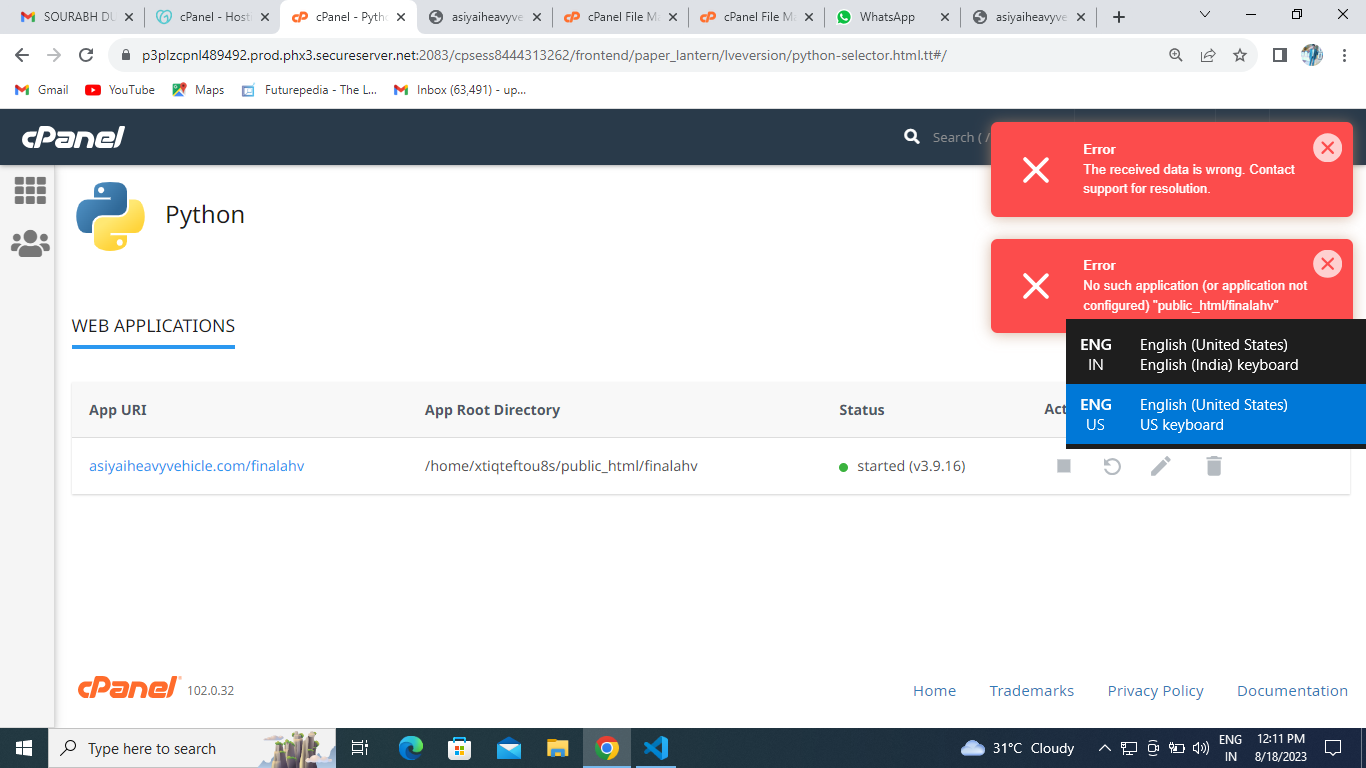 SOURABH DU
cPanel - Hosti
cPanel - Pytho
asiyaiheavyve
cPanel File Ma
cPanel File Ma
WhatsApp
asiyaiheavyve
p3plzcpnl489492.prod.phx3.secureserver.net:2083/cpsess8444313262/frontend/paper_lantern/lveversion/python-selector.html.tt#/
Gmail
YouTube
Maps
Futurepedia - The L...
Inbox (63,491) - up...
cPanel
Search ( /
Error
The received data is wrong. Contact
support for resolution.
Python
Error
No such application (or application not
configured) "public_html/finalahv"
WEB APPLICATIONS
ENG
IN
English (United States)
English (India) keyboard
ENG
US
English (United States)
US keyboard
App URI
App Root Directory
Status
Act
asiyaiheavyvehicle.com/finalahv
/home/xtiqteftou8s/public_html/finalahv
started (v3.9.16)
cPanel
102.0.32
Home
Trademarks
Privacy Policy
Documentation
Type here to search
31°C Cloudy
ENG
IN
12:11 PM
8/18/2023